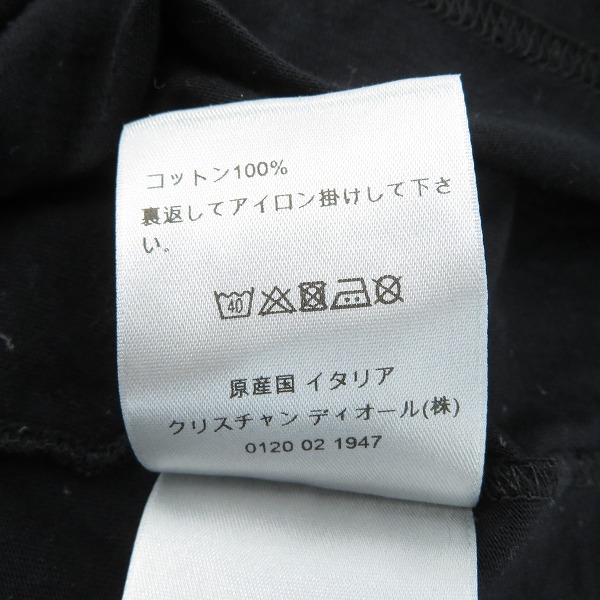 コットン100%
裏返してアイロン掛けして下さ
い。
40
原産国 イタリア
クリスチャン ディオール(株)
0120 02 1947